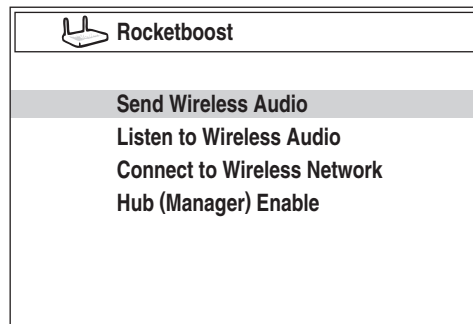 Rocketboost
Send Wireless Audio
Listen to Wireless Audio
Connect to Wireless Network
Hub (Manager) Enable